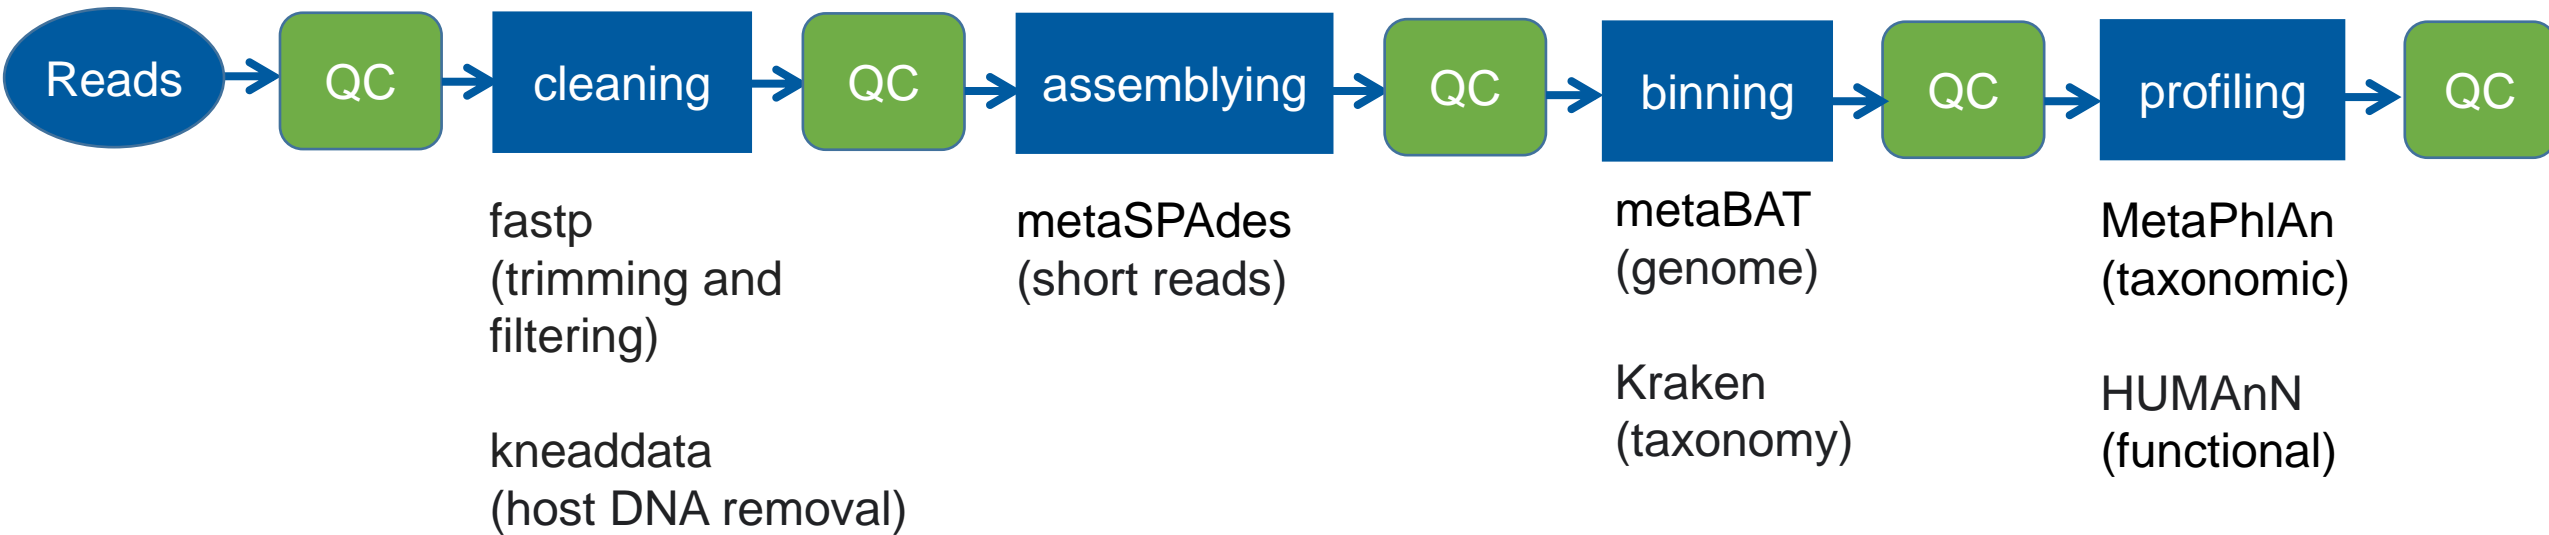 Reads
QC
cleaning
QC
assemblying
QC
binning
QC
profiling
QC
fastp
(trimming and
filtering)
kneaddata
(host DNA removal)
metaSPAdes
(short reads)
metaBAT
(genome)
Kraken
(taxonomy)
MetaPhlAn
(taxonomic)
HUMAnN
(functional)